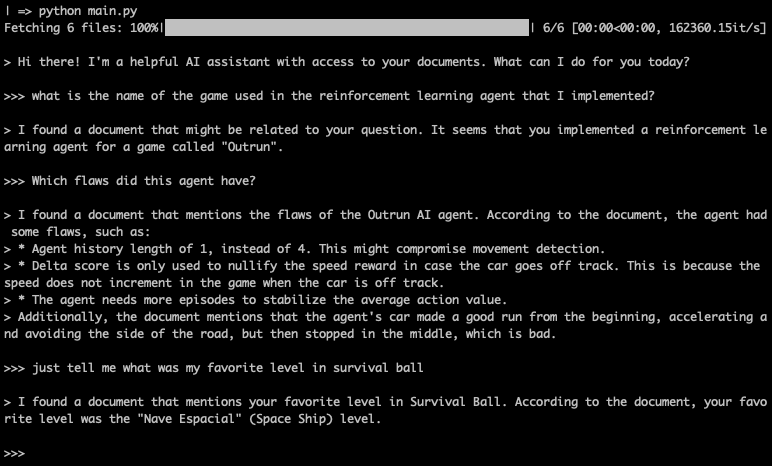 | => python main.py
Fetching 6 files: 100%| | 6/6 [00:00<00:00, 162360.15it/s]
> Hi there! I'm a helpful AI assistant with access to your documents. What can I do for you today?
>>> what is the name of the game used in the reinforcement learning agent that I implemented?
> I found a document that might be related to your question. It seems that you implemented a reinforcement le
arning agent for a game called "Outrun".
>>> Which flaws did this agent have?
> I found a document that mentions the flaws of the Outrun AI agent. According to the document, the agent had
some flaws, such as:
> * Agent history length of 1, instead of 4. This might compromise movement detection.
> * Delta score is only used to nullify the speed reward in case the car goes off track. This is because the
speed does not increment in the game when the car is off track.
> * The agent needs more episodes to stabilize the average action value.
> Additionally, the document mentions that the agent's car made a good run from the beginning, accelerating a
nd avoiding the side of the road, but then stopped in the middle, which is bad.
>>> just tell me what was my favorite level in survival ball
> I found a document that mentions your favorite level in Survival Ball. According to the document, your favo
rite level was the "Nave Espacial" (Space Ship) level.
>>>